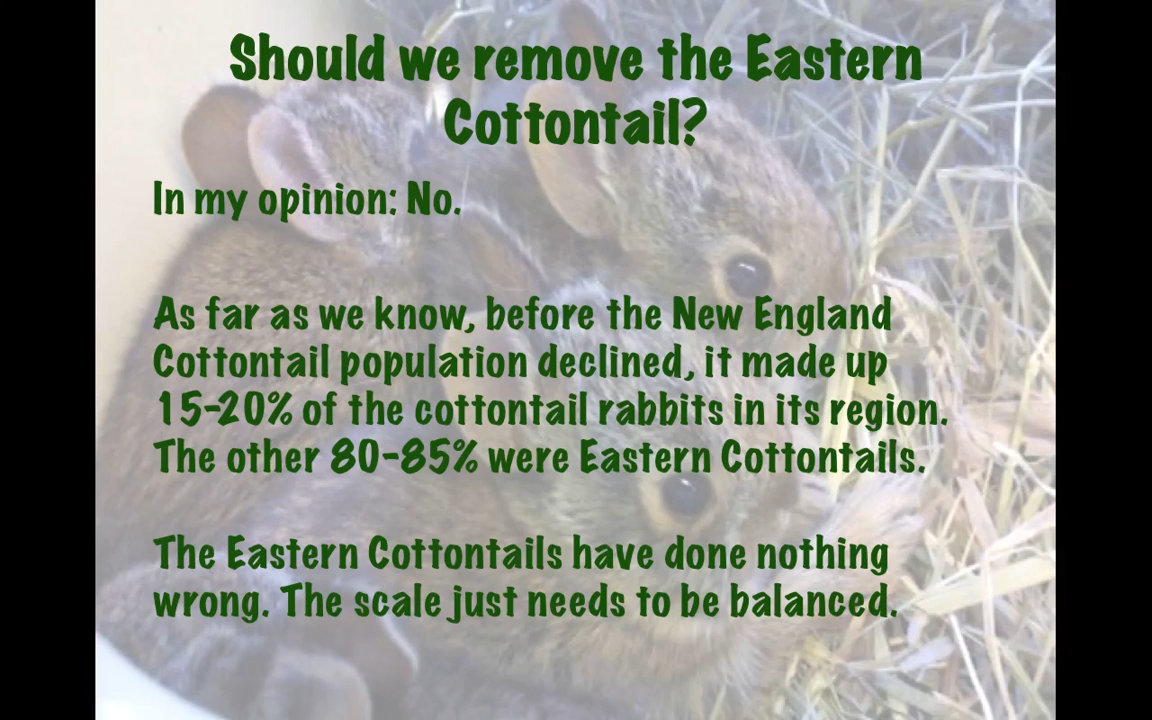 Should we remove the Eastern
Cottontail?
In my opinion: No.
As far as we know, before the New England
Cottontail population declined, it made up
15-20% of the cottontail rabbits in its region.
The other 80-85% were Eastern Cottontails.
The Eastern Cottontails have done nothing
wrong. The scale just needs to be balanced.